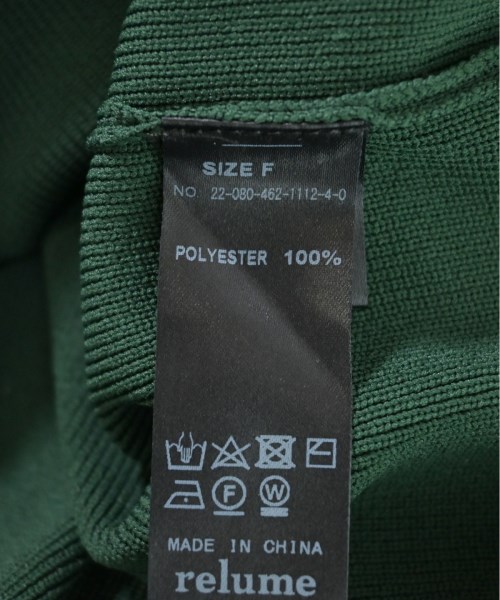 SIZE F
NO. 22-080-462-1112-4-0
POLYESTER 100%
F W
MADE IN CHINA
relume